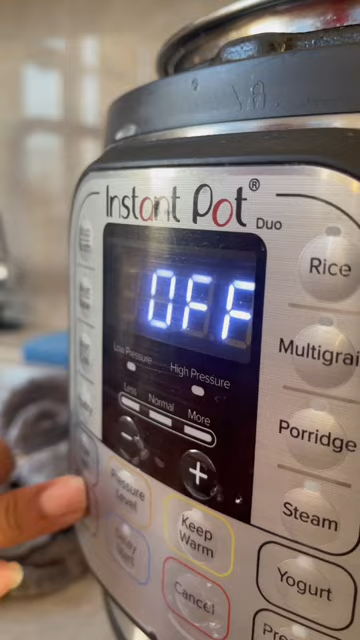 Instant Pot®
Duo
OFF
Low Pressure
High Pressure
Less
Normal
More
-
+
Pressure
Level
Keep
Warm
Cancel
Rice
Multigrai
Porridge
Steam
Yogurt